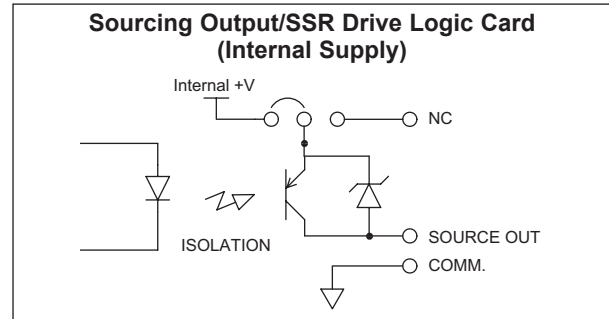 Sourcing Output/SSR Drive Logic Card
(Internal Supply)
Internal +V
NC
ISOLATION
SOURCE OUT
COMM.